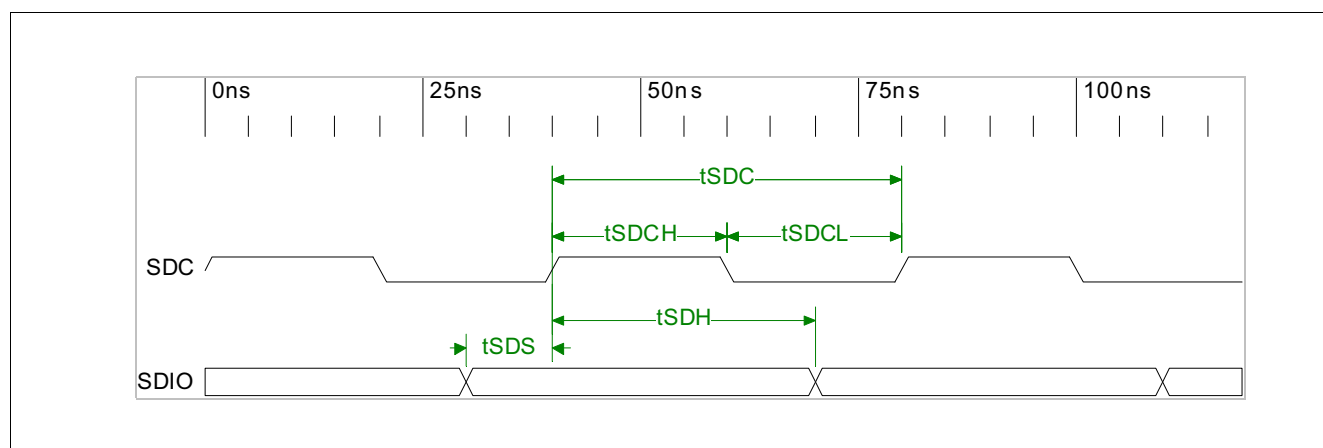 0ns 25ns 50ns 75ns 100ns
tSDC
tSDCH tSDCL
SDC
tSDH
tSDS
SDIO